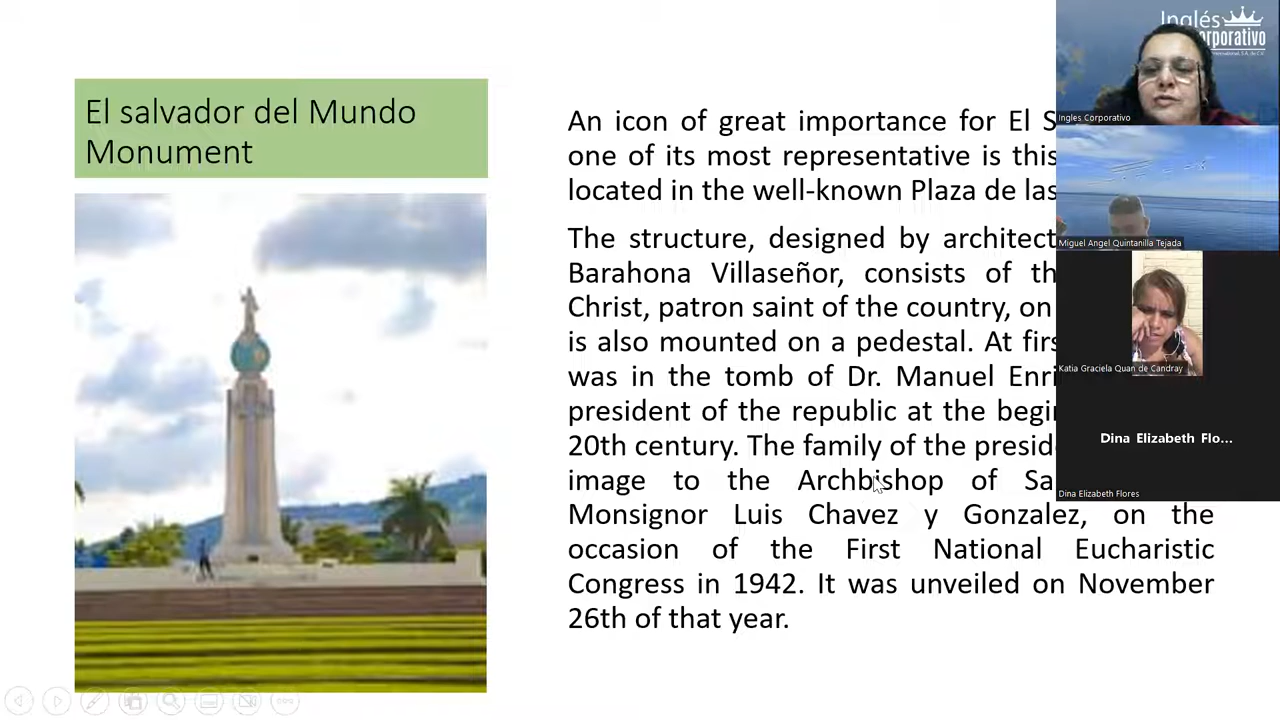 El salvador del Mundo
Monument
An icon of great importance for El S
one of its most representative is this
located in the well-known Plaza de las
The structure, designed by architect
Barahona Villaseñor, consists of th
Christ, patron saint of the country, on
is also mounted on a pedestal. At firs
was in the tomb of Dr. Manuel Enri
president of the republic at the begi
20th century. The family of the presid
image to the Archbishop of Sa
Monsignor Luis Chavez y Gonzalez, on the
occasion of the First National Eucharistic
Congress in 1942. It was unveiled on November
26th of that year.
Inglés
orporativo
Ingles Corporativo
Miguel Angel Quintanilla Tejada
Katia Graciela Quan de Candray
Dina Elizabeth Flo...
Dina Elizabeth Flores